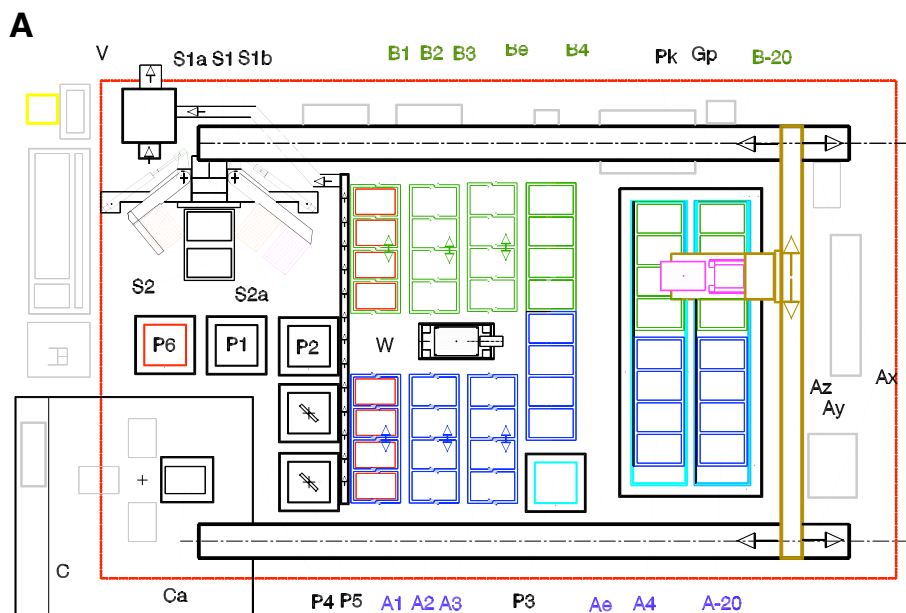 A
V S1a S1 S1b B1 B2 B3 Be B4 Pk Gp B-20
S2
S2a
P6 P1 P2 W
Az Ax
Ay
C
Ca P4 P5 A1 A2 A3 P3 Ae A4 A-20